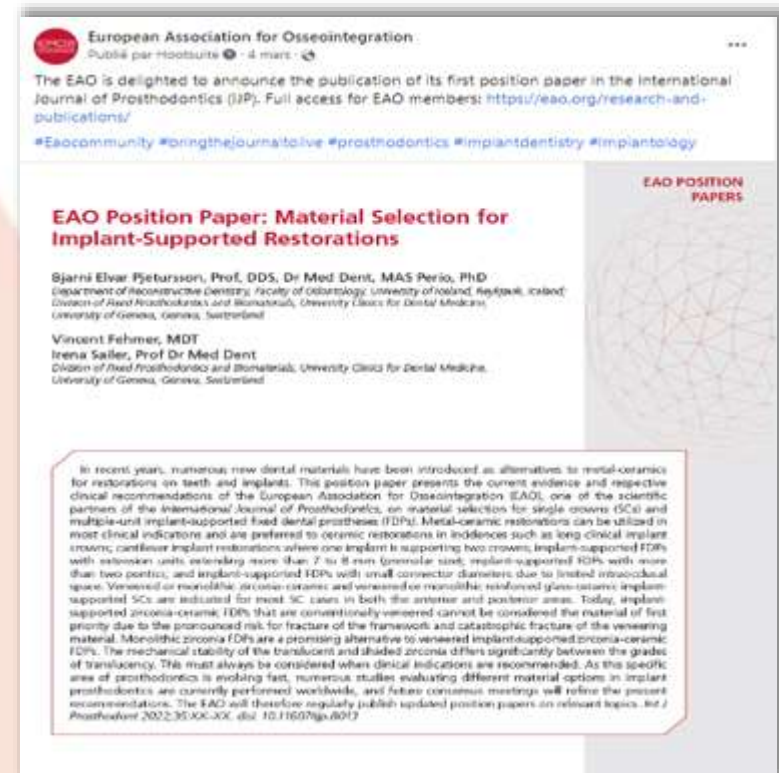 European Association for Osseointegration
Publié par Hootsuite · 4 mars ·
The EAO is delighted to announce the publication of its first position paper in the International
Journal of Prosthodontics (IJP). Full access for EAO members: https://eao.org/research-and-
publications/
#Eaocommunity #bringthejournaltolive #prosthodontics #implantdentistry #implantology
EAO POSITION
PAPERS
EAO Position Paper: Material Selection for
Implant-Supported Restorations
Bjarni Elvar Pjetursson, Prof, DDS, Dr Med Dent, MAS Perio, PhD
Department of Reconstructive Dentistry, Faculty of Odontology, University of Iceland, Reykjavik, Iceland;
Division of Fixed Prosthodontics and Biomaterials, University Clinics for Dental Medicine,
University of Geneva, Geneva, Switzerland
Vincent Fehmer, MDT
Irena Sailer, Prof Dr Med Dent
Division of Fixed Prosthodontics and Biomaterials, University Clinics for Dental Medicine,
University of Geneva, Geneva, Switzerland
In recent years, numerous new dental materials have been introduced as alternatives to metal-ceramics
for restorations on teeth and implants. This position paper presents the current evidence and respective
clinical recommendations of the European Association for Osseointegration (EAO), one of the scientific
partners of the International Journal of Prosthodontics, on material selection for single crowns (SCs) and
multiple-unit implant-supported fixed dental prostheses (FDPs). Metal-ceramic restorations can be utilized in
most clinical indications and are preferred to ceramic restorations in incidences such as long clinical implant
crowns; cantilever implant restorations where one implant is supporting two crowns; implant-supported FDPs
with extension units extending more than 7 to 8 mm (premolar size); implant-supported FDPs with more
than two pontics; and implant-supported FDPs with small connector diameters due to limited intraocclusal
space. Veneered or monolithic zirconia-ceramic and veneered or monolithic reinforced glass-ceramic implant-
supported SCs are indicated for most SC cases in both the anterior and posterior areas. Today, implant-
supported zirconia-ceramic FDPs that are conventionally veneered cannot be considered the material of first
priority due to the pronounced risk for fracture of the framework and catastrophic fracture of the veneering
material. Monolithic zirconia FDPs are a promising alternative to veneered implant-supported zirconia-ceramic
FDPs. The mechanical stability of the translucent and shaded zirconia differs significantly between the grades
of translucency. This must always be considered when clinical indications are recommended. As this specific
area of prosthodontics is evolving fast, numerous studies evaluating different material options in implant
prosthodontics are currently performed worldwide, and future consensus meetings will refine the present
recommendations. The EAO will therefore regularly publish updated position papers on relevant topics. Int J
Prosthodont 2022;35:XX–XX. doi: 10.11607/ijp.8013